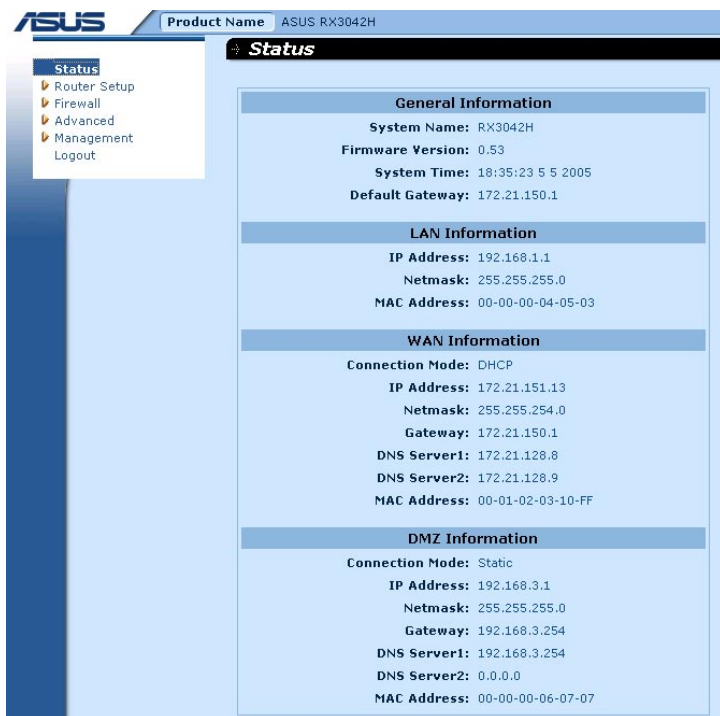 ASUS
Product Name ASUS RX3042H
Status
Status
Router Setup
Firewall
Advanced
Management
Logout
General Information
System Name: RX3042H
Firmware Version: 0.53
System Time: 18:35:23 5 5 2005
Default Gateway: 172.21.150.1
LAN Information
IP Address: 192.168.1.1
Netmask: 255.255.255.0
MAC Address: 00-00-00-04-05-03
WAN Information
Connection Mode: DHCP
IP Address: 172.21.151.13
Netmask: 255.255.254.0
Gateway: 172.21.150.1
DNS Server1: 172.21.128.8
DNS Server2: 172.21.128.9
MAC Address: 00-01-02-03-10-FF
DMZ Information
Connection Mode: Static
IP Address: 192.168.3.1
Netmask: 255.255.255.0
Gateway: 192.168.3.254
DNS Server1: 192.168.3.254
DNS Server2: 0.0.0.0
MAC Address: 00-00-00-06-07-07